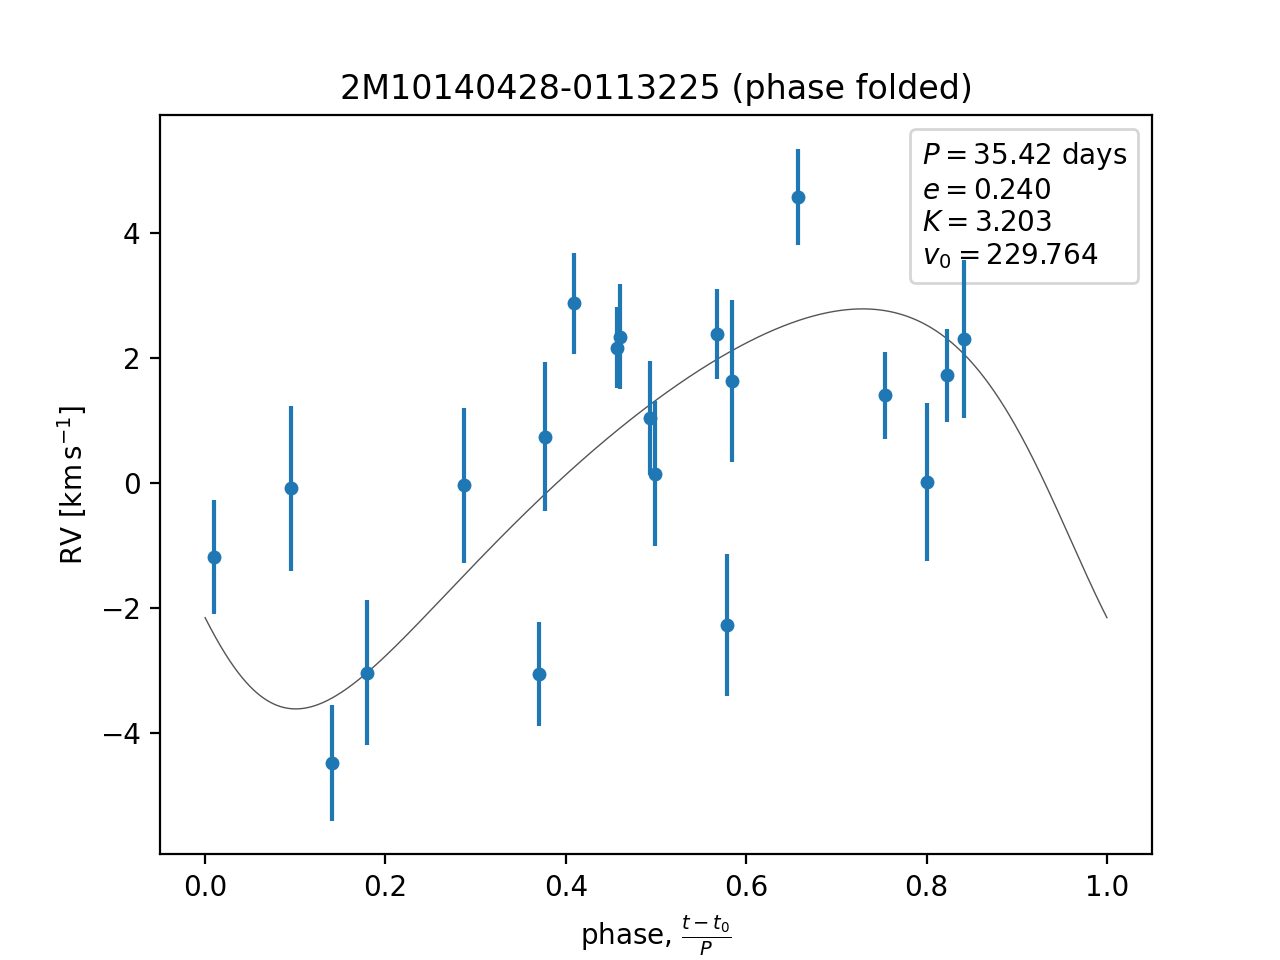 2M10140428-0113225 (phase folded)
P = 35.42 days
e = 0.240
K = 3.203
v₀ = 229.764
RV [km s⁻¹]
4
2
0
−2
−4
0.0 0.2 0.4 0.6 0.8 1.0
phase, (t − t₀)/P